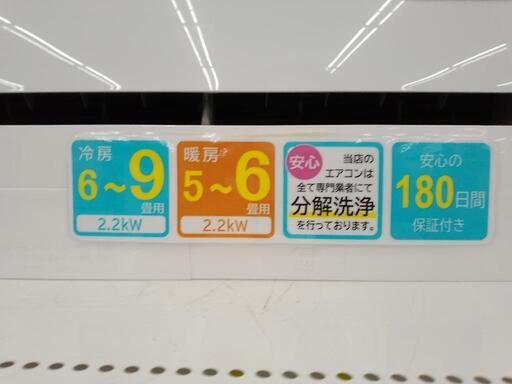 冷房
6~9
畳用
2.2kW
暖房
5~6
畳用
2.2kW
安心
当店の
エアコンは
全て専門業者にて
分解洗浄
を行っております。
安心の
180日間
保証付き